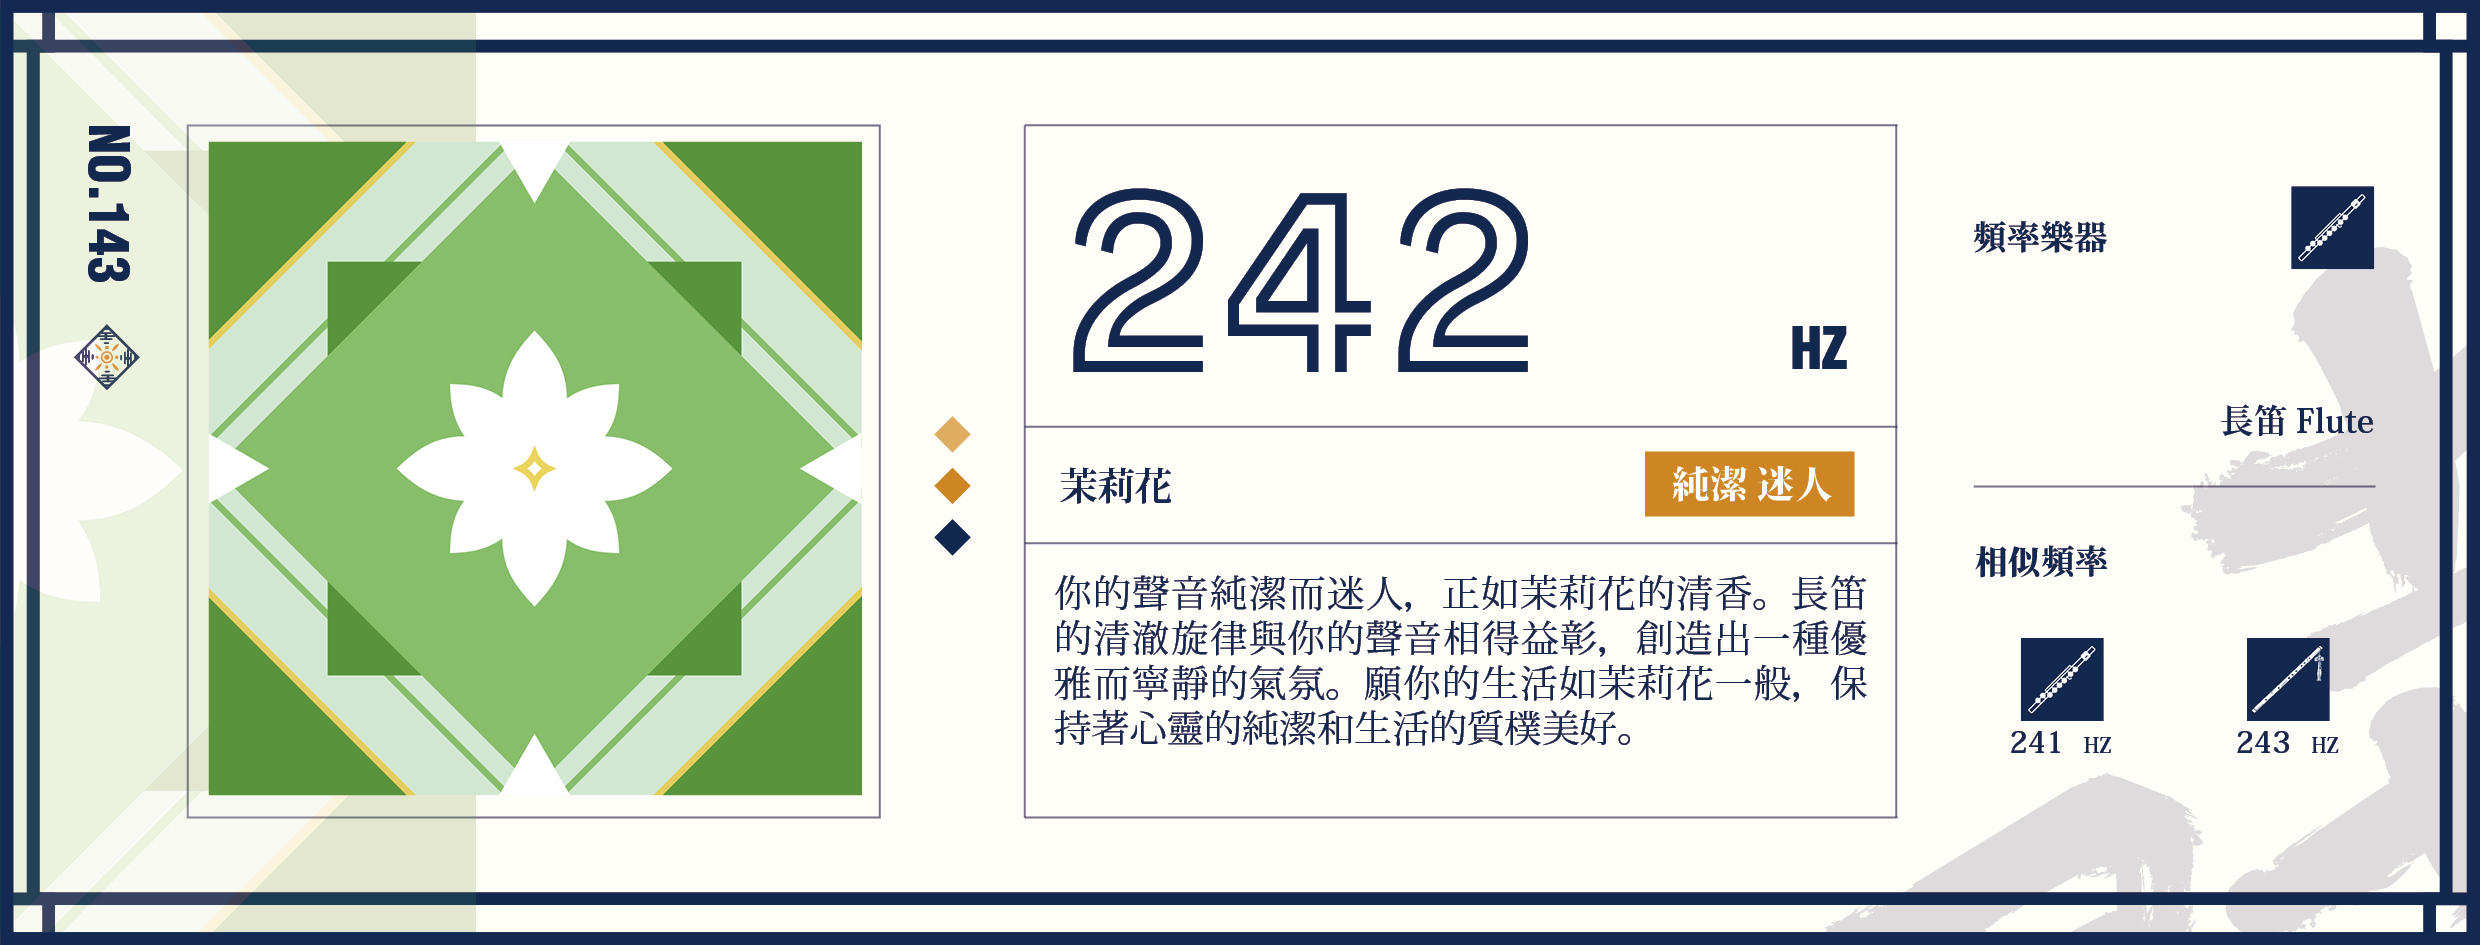 NO.143
242
HZ
茉莉花
純潔 迷人
你的聲音純潔而迷人，正如茉莉花的清香。長笛
的清澈旋律與你的聲音相得益彰，創造出一種優
雅而寧靜的氣氛。願你的生活如茉莉花一般，保
持著心靈的純潔和生活的質樸美好。
頻率樂器
長笛 Flute
相似頻率
241 HZ
243 HZ